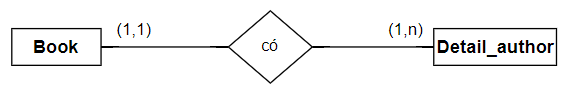 (1,1)
(1,n)
Book
có
Detail_author